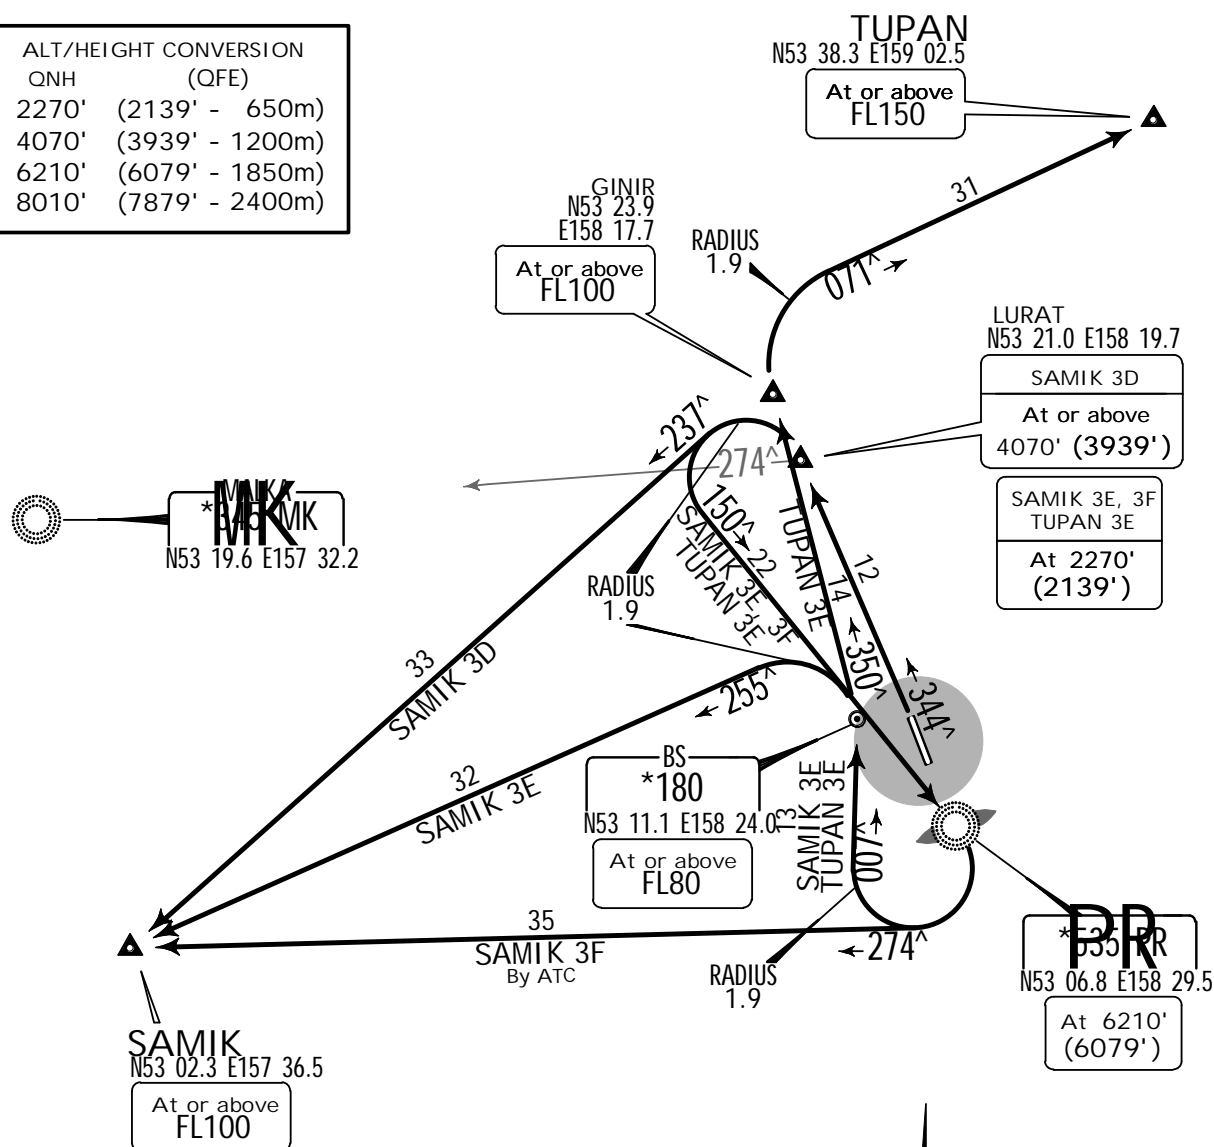 ALT/HEIGHT CONVERSION
QNH (QFE)
2270' (2139' - 650m)
4070' (3939' - 1200m)
6210' (6079' - 1850m)
8010' (7879' - 2400m)
TUPAN
N53 38.3 E159 02.5
At or above
FL150
31
071^
GINIR
N53 23.9
E158 17.7
At or above
FL100
RADIUS
1.9
LURAT
N53 21.0 E158 19.7
SAMIK 3D
At or above
4070' (3939')
SAMIK 3E, 3F
TUPAN 3E
At 2270'
(2139')
237^
274^
MALKA
MK
MK
N53 19.6 E157 32.2
150^
22
SAMIK 3E, 3F
TUPAN 3E
TUPAN 3E
14
12
350^
344^
RADIUS
1.9
33
SAMIK 3D
255^
32
SAMIK 3E
BS
*180
N53 11.1 E158 24.0
At or above
FL80
13
SAMIK 3E
TUPAN 3E
007^
35
SAMIK 3F
By ATC
274^
RADIUS
1.9
PR
*535 PR
N53 06.8 E158 29.5
At 6210'
(6079')
SAMIK
N53 02.3 E157 36.5
At or above
FL100